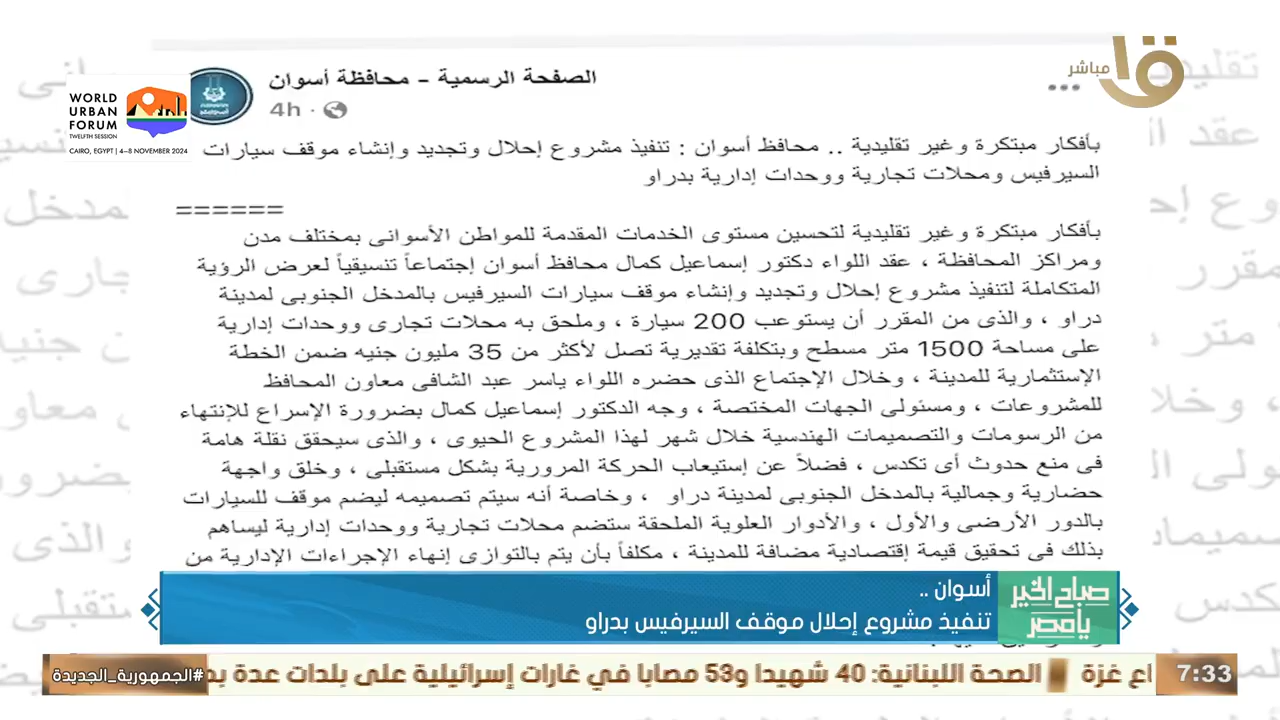 مباشر
WORLD
URBAN
FORUM
TWELFTH SESSION
CAIRO, EGYPT | 4–8 NOVEMBER 2024
الصفحة الرسمية - محافظة أسوان
4h ·
بأفكار مبتكرة وغير تقليدية .. محافظ أسوان : تنفيذ مشروع إحلال وتجديد وإنشاء موقف سيارات
السيرفيس ومحلات تجارية ووحدات إدارية بدراو
======
بأفكار مبتكرة وغير تقليدية لتحسين مستوى الخدمات المقدمة للمواطن الأسوانى بمختلف مدن
ومراكز المحافظة ، عقد اللواء دكتور إسماعيل كمال محافظ أسوان إجتماعاً تنسيقياً لعرض الرؤية
المتكاملة لتنفيذ مشروع إحلال وتجديد وإنشاء موقف سيارات السيرفيس بالمدخل الجنوبى لمدينة
دراو ، والذى من المقرر أن يستوعب 200 سيارة ، وملحق به محلات تجارى ووحدات إدارية
على مساحة 1500 متر مسطح وبتكلفة تقديرية تصل لأكثر من 35 مليون جنيه ضمن الخطة
الإستثمارية للمدينة ، وخلال الإجتماع الذى حضره اللواء ياسر عبد الشافى معاون المحافظ
للمشروعات ، ومسئولى الجهات المختصة ، وجه الدكتور إسماعيل كمال بضرورة الإسراع للإنتهاء
من الرسومات والتصميمات الهندسية خلال شهر لهذا المشروع الحيوى ، والذى سيحقق نقلة هامة
فى منع حدوث أى تكدس ، فضلاً عن إستيعاب الحركة المرورية بشكل مستقبلى ، وخلق واجهة
حضارية وجمالية بالمدخل الجنوبى لمدينة دراو ، وخاصة أنه سيتم تصميمه ليضم موقف للسيارات
بالدور الأرضى والأول ، والأدوار العلوية الملحقة ستضم محلات تجارية ووحدات إدارية ليساهم
بذلك فى تحقيق قيمة إقتصادية مضافة للمدينة ، مكلفاً بأن يتم بالتوازى إنهاء الإجراءات الإدارية من
صباح الخير
يا مصر
أسوان ..
تنفيذ مشروع إحلال موقف السيرفيس بدراو
اع غزة
الصحة اللبنانية: 40 شهيدا و53 مصابا في غارات إسرائيلية على بلدات عدة بم
#الجمهورية_الجديدة
7:33